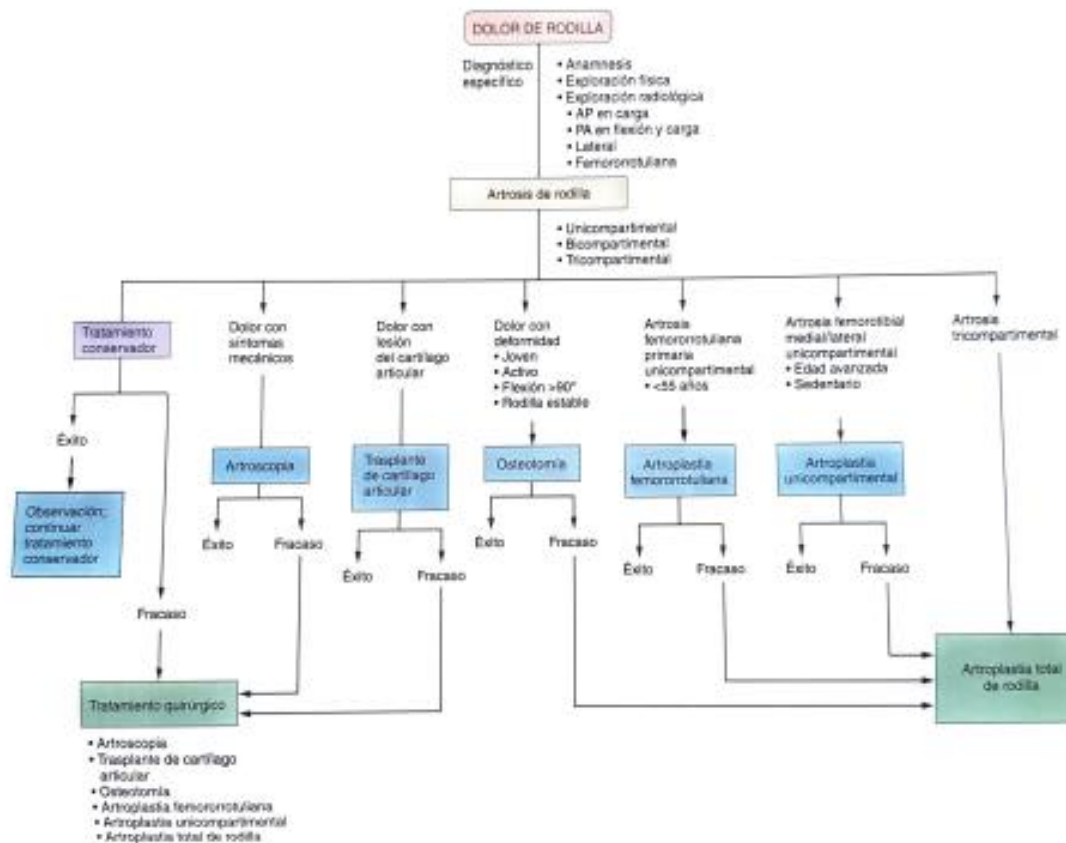 DOLOR DE RODILLA
Diagnóstico
específico
• Anamnesis
• Exploración física
• Exploración radiológica
• AP en carga
• PA en flexión y carga
• Lateral
• Femororrotuliana
Artrosis de rodilla
• Unicompartimental
• Bicompartimental
• Tricompartimental
Tratamiento
conservador
Dolor con
síntomas
mecánicos
Dolor con
lesión
del cartílago
articular
Dolor con
deformidad
• Joven
• Activo
• Flexión >90°
• Rodilla estable
Artrosis
femororrotuliana
primaria
unicompartimental
• <55 años
Artrosis femorotibial
medial/lateral
unicompartimental
• Edad avanzada
• Sedentario
Artrosis
tricompartimental
Éxito
Fracaso
Observación;
continuar
tratamiento
conservador
Artroscopia
Éxito
Fracaso
Trasplante
de cartílago
articular
Éxito
Fracaso
Osteotomía
Éxito
Fracaso
Artroplastia
femororrotuliana
Éxito
Fracaso
Artroplastia
unicompartimental
Éxito
Fracaso
Tratamiento quirúrgico
• Artroscopia
• Trasplante de cartílago
articular
• Osteotomía
• Artroplastia femororrotuliana
• Artroplastia unicompartimental
• Artroplastia total de rodilla
Artroplastia total
de rodilla